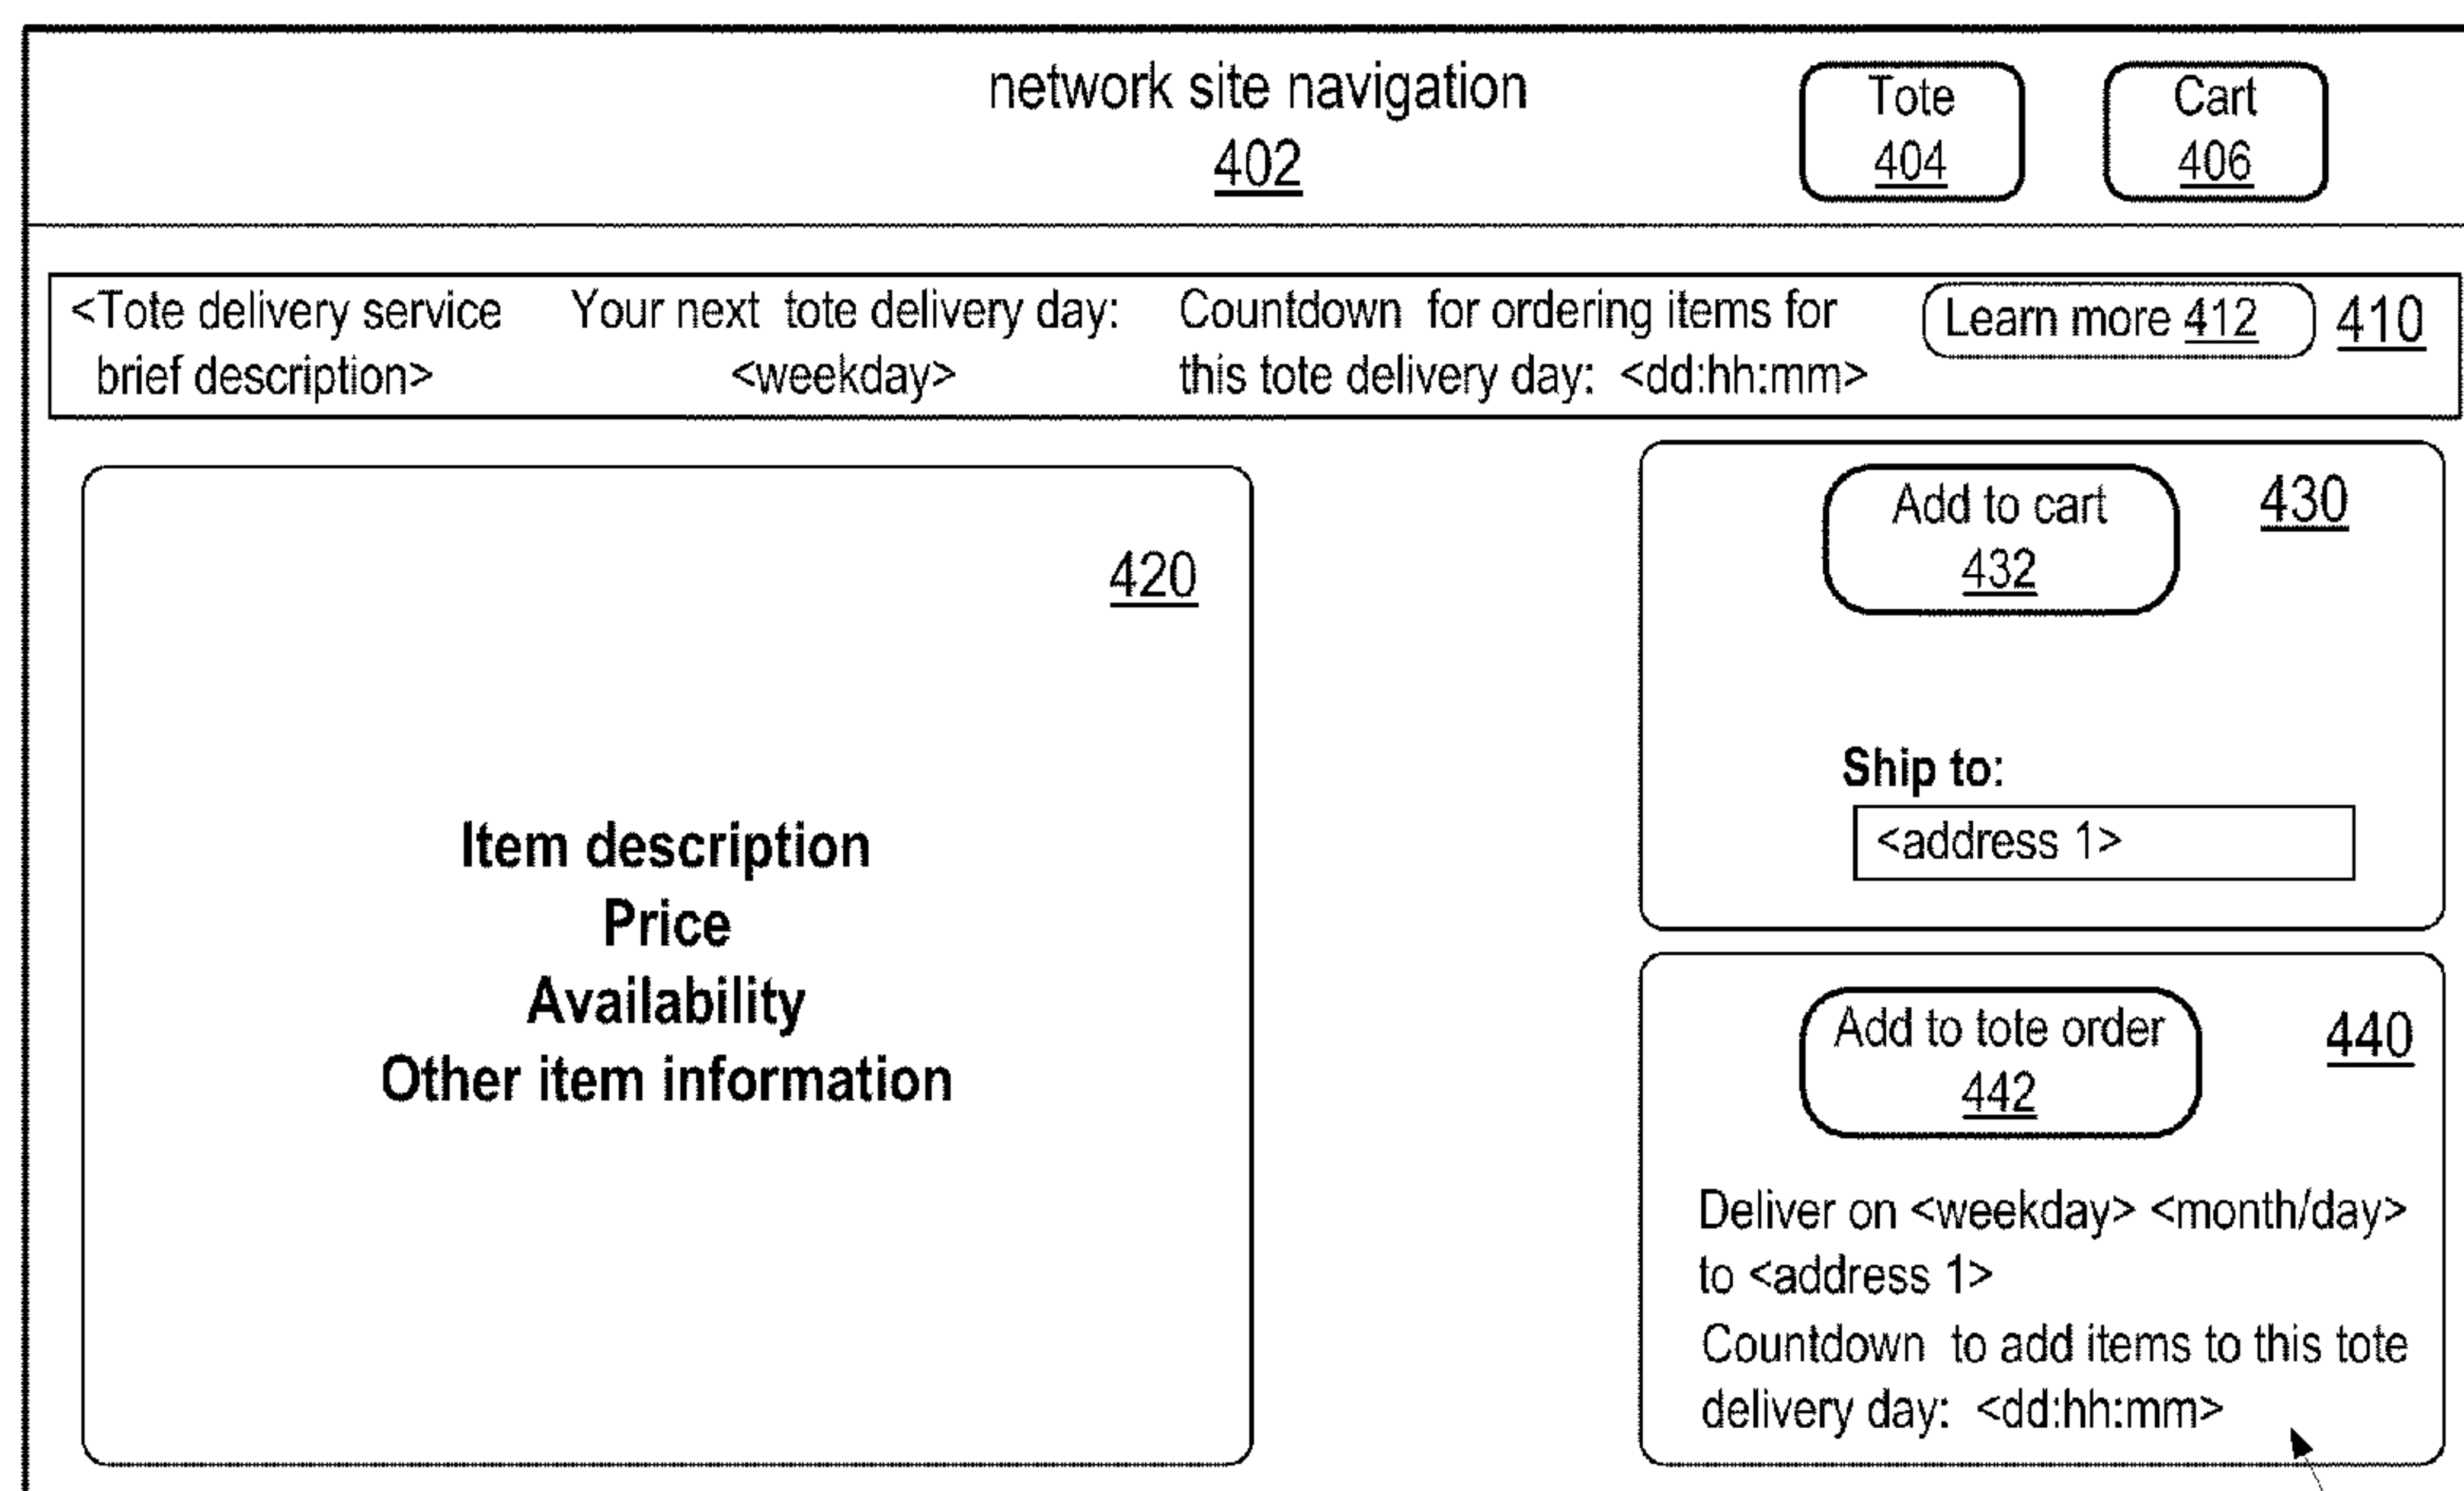 network site navigation
402
Tote
404
Cart
406
<Tote delivery service
brief description>
Your next tote delivery day:
<weekday>
Countdown for ordering items for
this tote delivery day: <dd:hh:mm>
Learn more 412
410
420
Item description
Price
Availability
Other item information
Add to cart
432
430
Ship to:
<address 1>
Add to tote order
442
440
Deliver on <weekday> <month/day>
to <address 1>
Countdown to add items to this tote
delivery day: <dd:hh:mm>